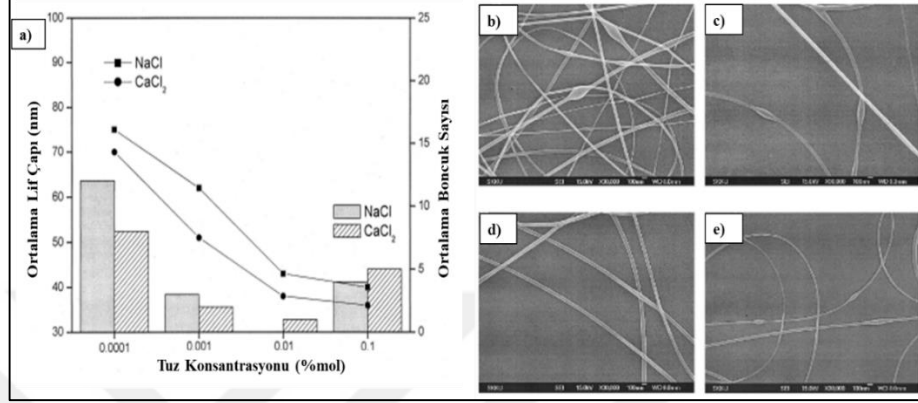 a)
100
90
80
70
60
50
40
30
Ortalama Lif Çapı (nm)
NaCl
CaCl₂
NaCl
CaCl₂
25
20
15
10
5
0
Ortalama Boncuk Sayısı
0.0001
0.001
0.01
0.1
Tuz Konsantrasyonu (%mol)
b)
c)
d)
e)